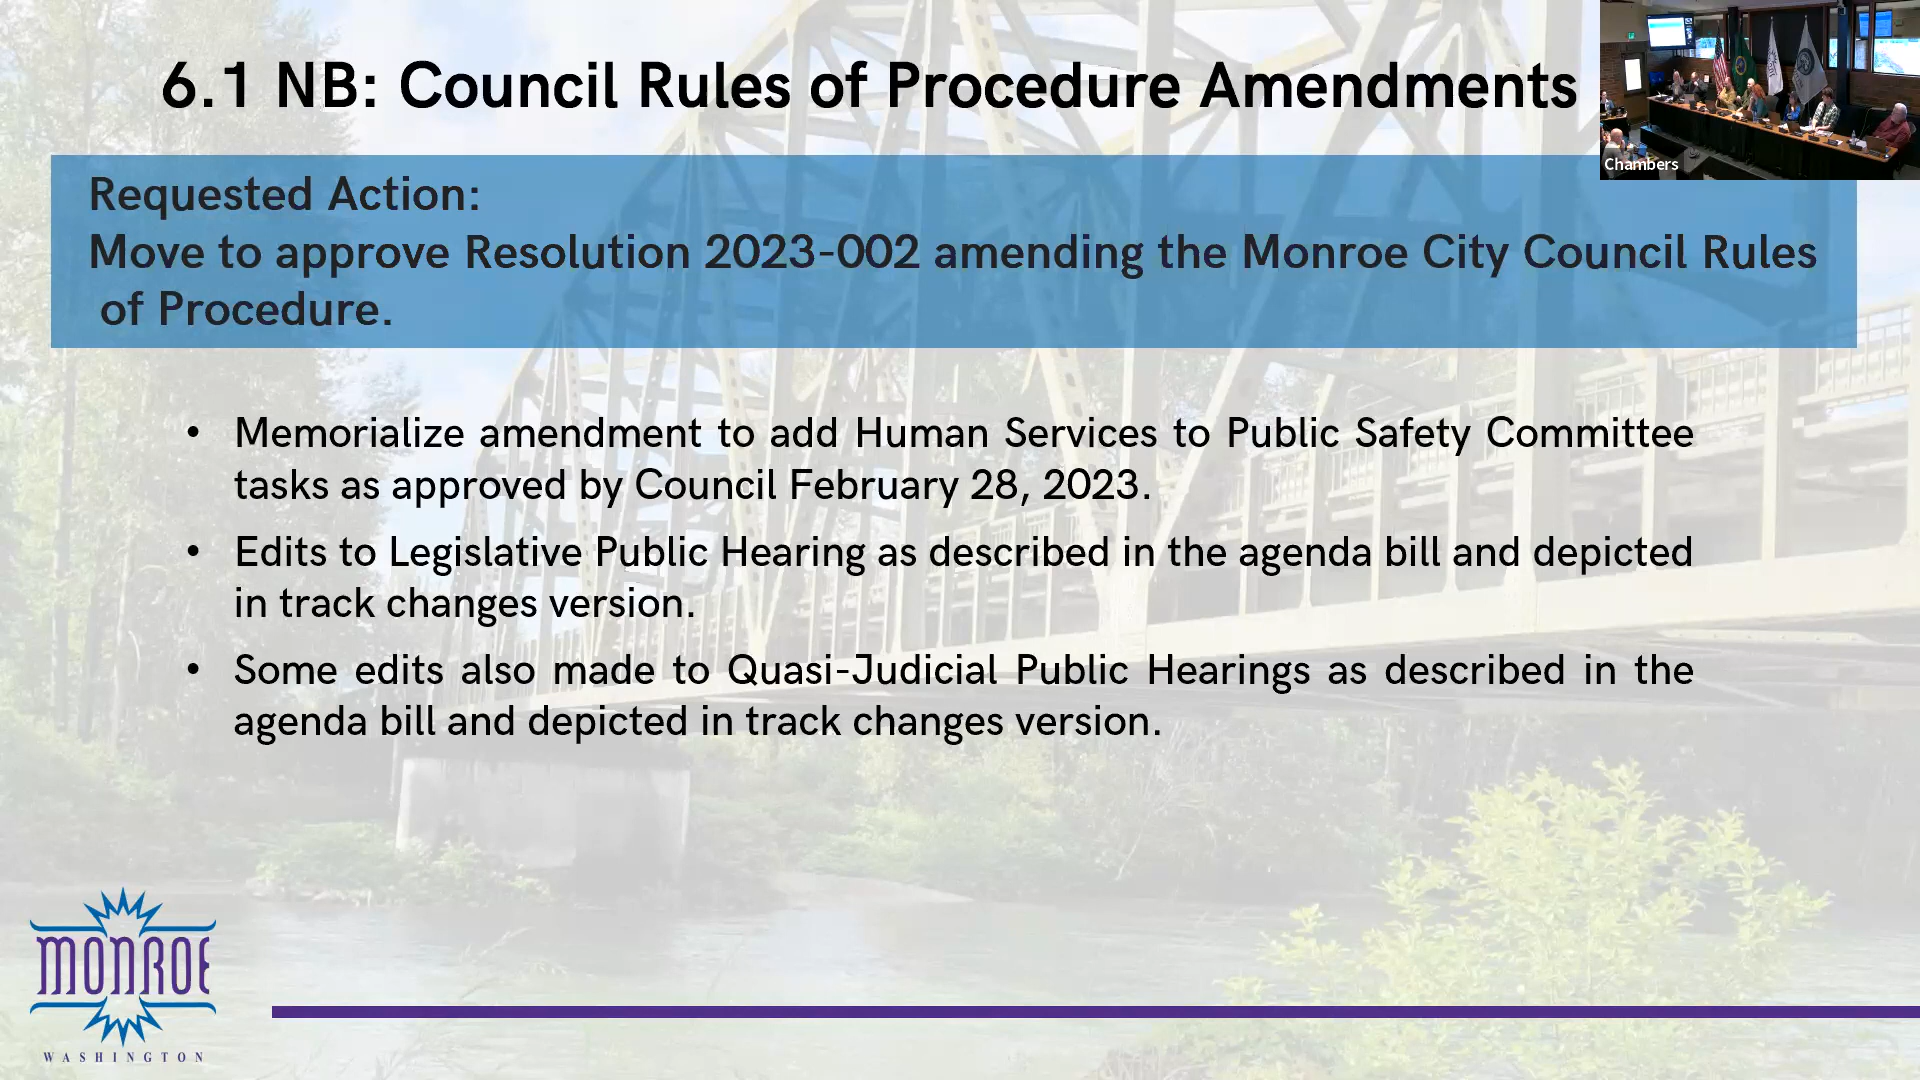 6.1 NB: Council Rules of Procedure Amendments
Chambers
Requested Action:
Move to approve Resolution 2023-002 amending the Monroe City Council Rules
of Procedure.
• Memorialize amendment to add Human Services to Public Safety Committee
tasks as approved by Council February 28, 2023.
• Edits to Legislative Public Hearing as described in the agenda bill and depicted
in track changes version.
• Some edits also made to Quasi-Judicial Public Hearings as described in the
agenda bill and depicted in track changes version.
MONROE
WASHINGTON